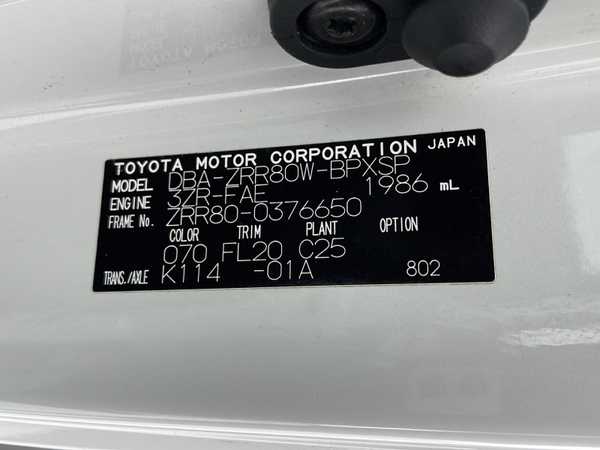 TOYOTA MOTOR CORPORATION JAPAN
MODEL DBA-ZRR80W-BPXSP
ENGINE 3ZR-FAE 1986 mL
FRAME No. ZRR80-0376650
COLOR TRIM PLANT OPTION
070 FL20 C25
TRANS./AXLE K114 -01A 802